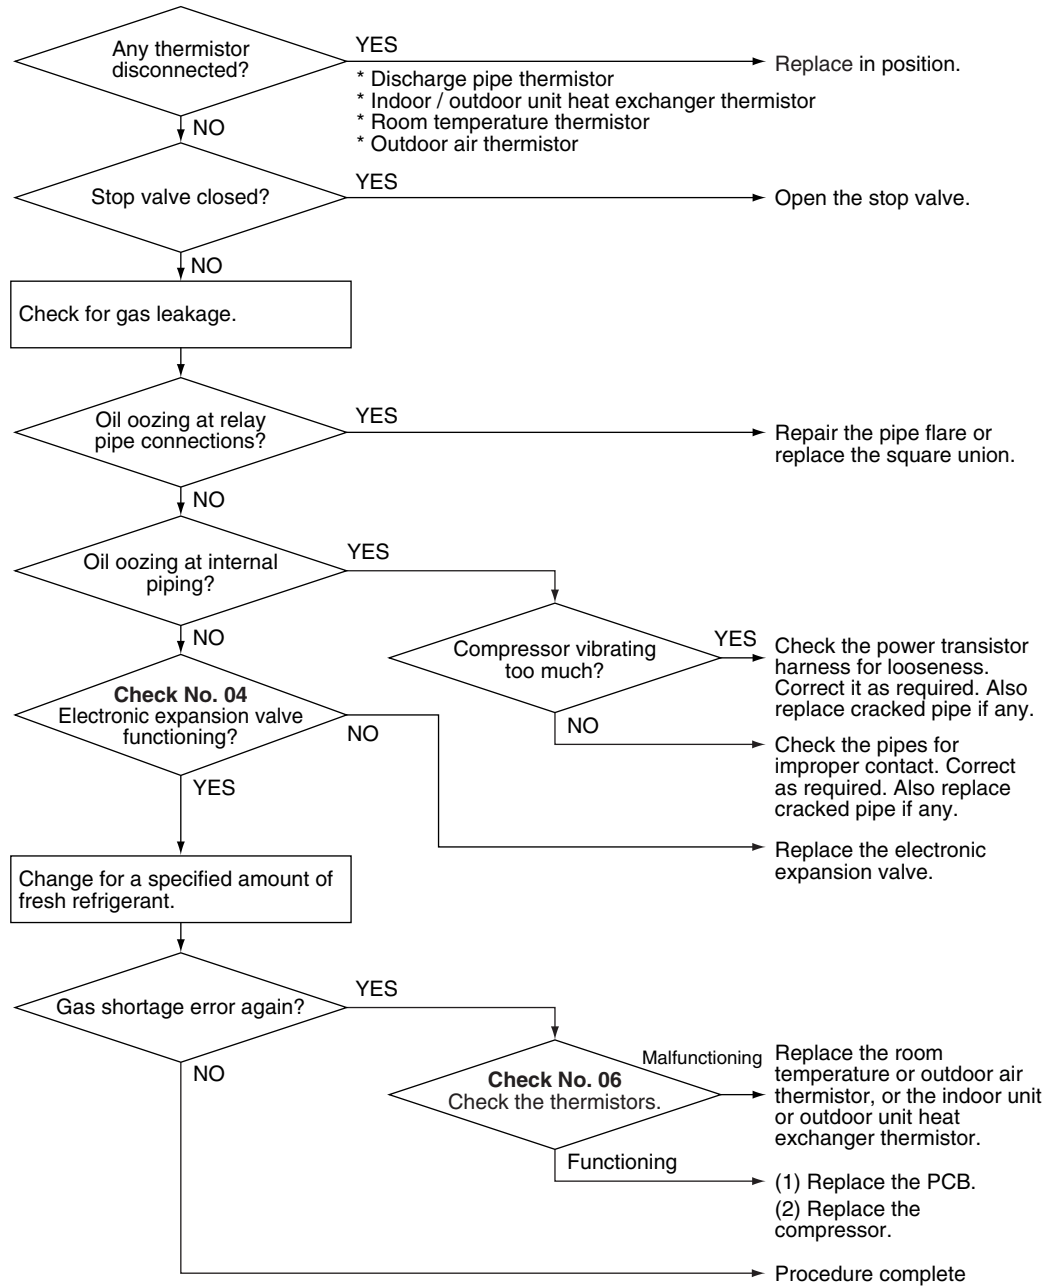 Any thermistor
disconnected?
YES
* Discharge pipe thermistor
* Indoor / outdoor unit heat exchanger thermistor
* Room temperature thermistor
* Outdoor air thermistor
Replace in position.
NO
Stop valve closed?
YES
Open the stop valve.
NO
Check for gas leakage.
Oil oozing at relay
pipe connections?
YES
Repair the pipe flare or
replace the square union.
NO
Oil oozing at internal
piping?
YES
Compressor vibrating
too much?
YES
Check the power transistor
harness for looseness.
Correct it as required. Also
replace cracked pipe if any.
NO
Check the pipes for
improper contact. Correct
as required. Also replace
cracked pipe if any.
NO
Check No. 04
Electronic expansion valve
functioning?
NO
Replace the electronic
expansion valve.
YES
Change for a specified amount of
fresh refrigerant.
Gas shortage error again?
YES
Check No. 06
Check the thermistors.
Malfunctioning
Replace the room
temperature or outdoor air
thermistor, or the indoor unit
or outdoor unit heat
exchanger thermistor.
Functioning
(1) Replace the PCB.
(2) Replace the
compressor.
NO
Procedure complete